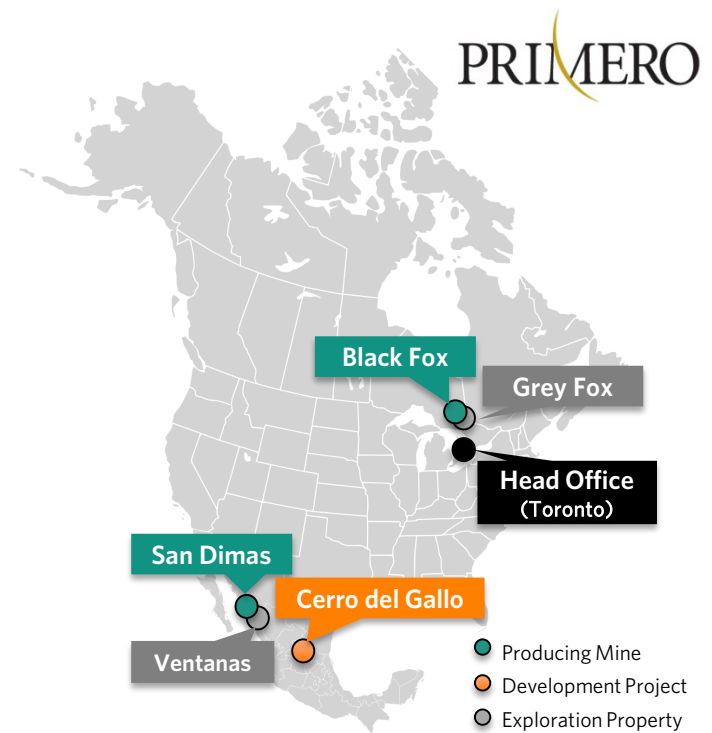 PRIMERO
Black Fox
Grey Fox
Head Office
(Toronto)
San Dimas
Cerro del Gallo
Ventanas
Producing Mine
Development Project
Exploration Property